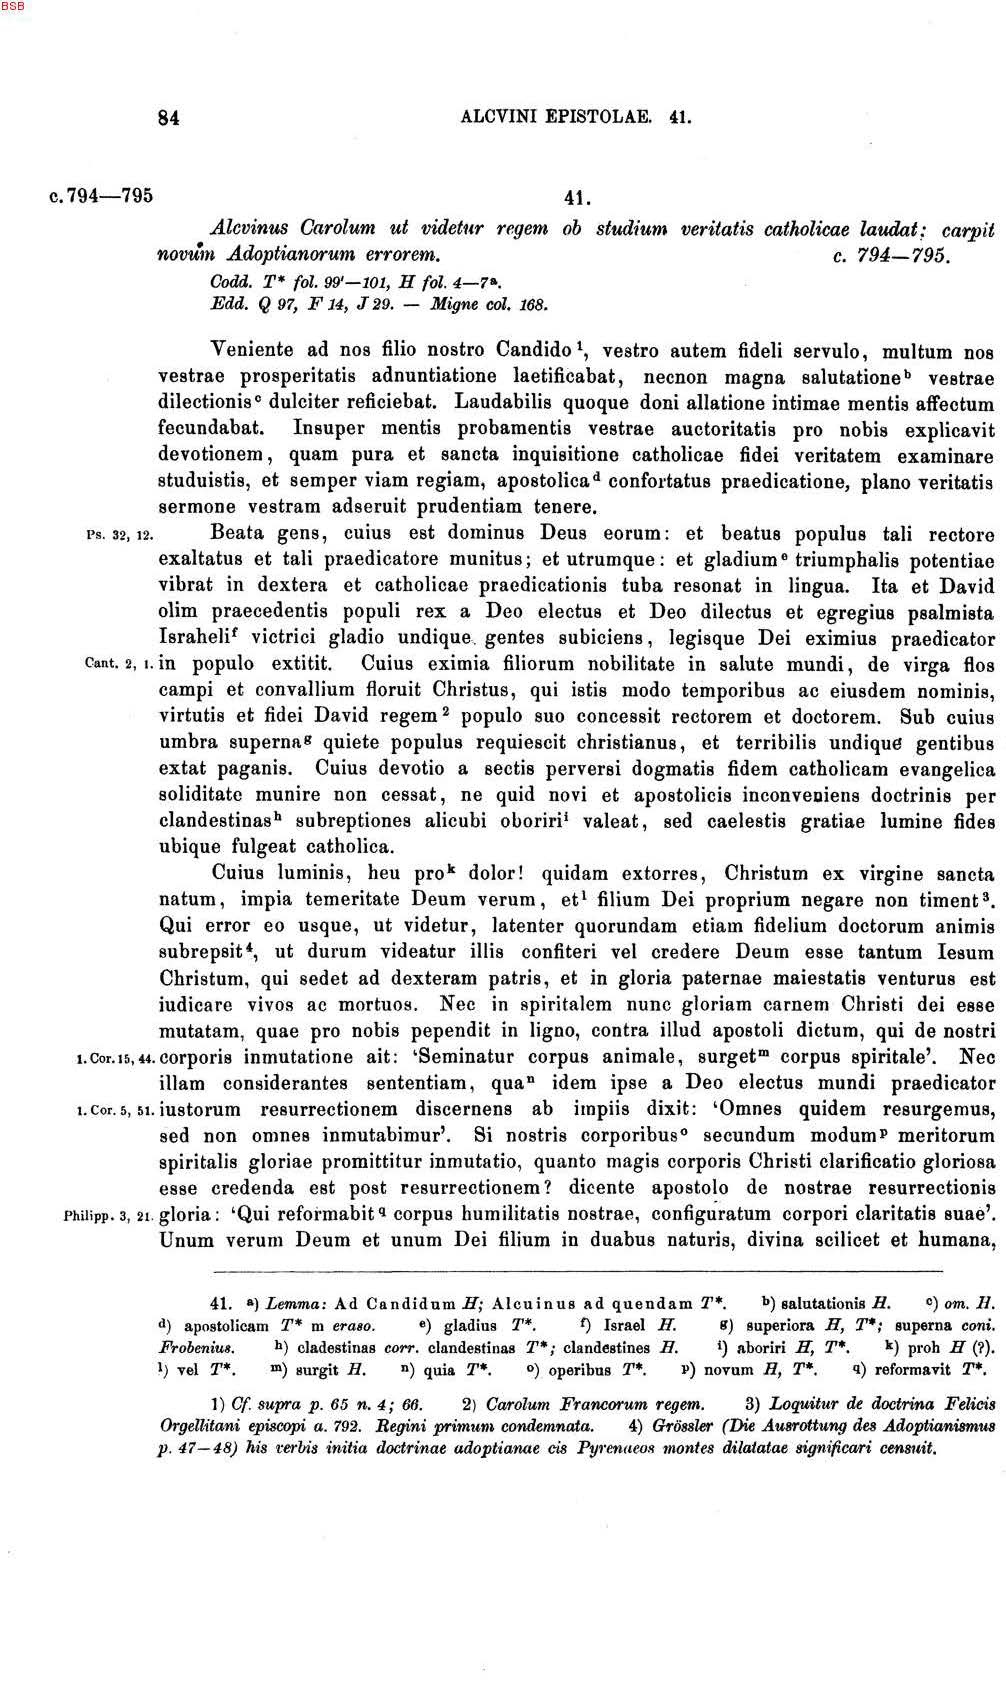 BSB
84 ALCVINI EPISTOLAE. 41.
c. 794—795 41.
Alcvinus Carolum ut videtur regem ob studium veritatis catholicae laudat; carpit
novum Adoptianorum errorem. c. 794—795.
Codd. T* fol. 99'—101, H fol. 4—7ᵃ.
Edd. Q 97, F 14, J 29. — Migne col. 168.
Veniente ad nos filio nostro Candido ¹, vestro autem fideli servulo, multum nos
vestrae prosperitatis adnuntiatione laetificabat, necnon magna salutatione ᵇ vestrae
dilectionis ᶜ dulciter reficiebat. Laudabilis quoque doni allatione intimae mentis affectum
fecundabat. Insuper mentis probamentis vestrae auctoritatis pro nobis explicavit
devotionem, quam pura et sancta inquisitione catholicae fidei veritatem examinare
studuistis, et semper viam regiam, apostolica ᵈ confortatus praedicatione, plano veritatis
sermone vestram adseruit prudentiam tenere.
Ps. 32, 12. Beata gens, cuius est dominus Deus eorum: et beatus populus tali rectore
exaltatus et tali praedicatore munitus; et utrumque: et gladium ᵉ triumphalis potentiae
vibrat in dextera et catholicae praedicationis tuba resonat in lingua. Ita et David
olim praecedentis populi rex a Deo electus et Deo dilectus et egregius psalmista
Israheli ᶠ victrici gladio undique gentes subiciens, legisque Dei eximius praedicator
Cant. 2, 1. in populo extitit. Cuius eximia filiorum nobilitate in salute mundi, de virga flos
campi et convallium floruit Christus, qui istis modo temporibus ac eiusdem nominis,
virtutis et fidei David regem ² populo suo concessit rectorem et doctorem. Sub cuius
umbra superna ᵍ quiete populus requiescit christianus, et terribilis undique gentibus
extat paganis. Cuius devotio a sectis perversi dogmatis fidem catholicam evangelica
soliditate munire non cessat, ne quid novi et apostolicis inconveniens doctrinis per
clandestinas ʰ subreptiones alicubi oboriri ⁱ valeat, sed caelestis gratiae lumine fides
ubique fulgeat catholica.
Cuius luminis, heu pro ᵏ dolor! quidam extorres, Christum ex virgine sancta
natum, impia temeritate Deum verum, et ˡ filium Dei proprium negare non timent ³.
Qui error eo usque, ut videtur, latenter quorundam etiam fidelium doctorum animis
subrepsit ⁴, ut durum videatur illis confiteri vel credere Deum esse tantum Iesum
Christum, qui sedet ad dexteram patris, et in gloria paternae maiestatis venturus est
iudicare vivos ac mortuos. Nec in spiritalem nunc gloriam carnem Christi dei esse
mutatam, quae pro nobis pependit in ligno, contra illud apostoli dictum, qui de nostri
1. Cor. 15, 44. corporis inmutatione ait: ‘Seminatur corpus animale, surget ᵐ corpus spiritale’. Nec
illam considerantes sententiam, qua ⁿ idem ipse a Deo electus mundi praedicator
1. Cor. 5, 51. iustorum resurrectionem discernens ab impiis dixit: ‘Omnes quidem resurgemus,
sed non omnes inmutabimur’. Si nostris corporibus ᵒ secundum modum ᵖ meritorum
spiritalis gloriae promittitur inmutatio, quanto magis corporis Christi clarificatio gloriosa
esse credenda est post resurrectionem? dicente apostolo de nostrae resurrectionis
Philipp. 3, 21. gloria: ‘Qui reformabit q corpus humilitatis nostrae, configuratum corpori claritatis suae’.
Unum verum Deum et unum Dei filium in duabus naturis, divina scilicet et humana,
41. ᵃ) Lemma: Ad Candidum H; Alcuinus ad quendam T*. ᵇ) salutationis H. ᶜ) om. H.
ᵈ) apostolicam T* m eraso. ᵉ) gladius T*. ᶠ) Israel H. ᵍ) superiora H, T*; superna coni.
Frobenius. ʰ) cladestinas corr. clandestinas T*; clandestines H. ⁱ) aboriri H, T*. ᵏ) proh H (?).
ˡ) vel T*. ᵐ) surgit H. ⁿ) quia T*. ᵒ) operibus T*. ᵖ) novum H, T*. q) reformavit T*.
1) Cf. supra p. 65 n. 4; 66. 2) Carolum Francorum regem. 3) Loquitur de doctrina Felicis
Orgellitani episcopi a. 792. Regini primum condemnata. 4) Grössler (Die Ausrottung des Adoptianismus
p. 47—48) his verbis initia doctrinae adoptianae cis Pyrenaeos montes dilatatae significari censuit.